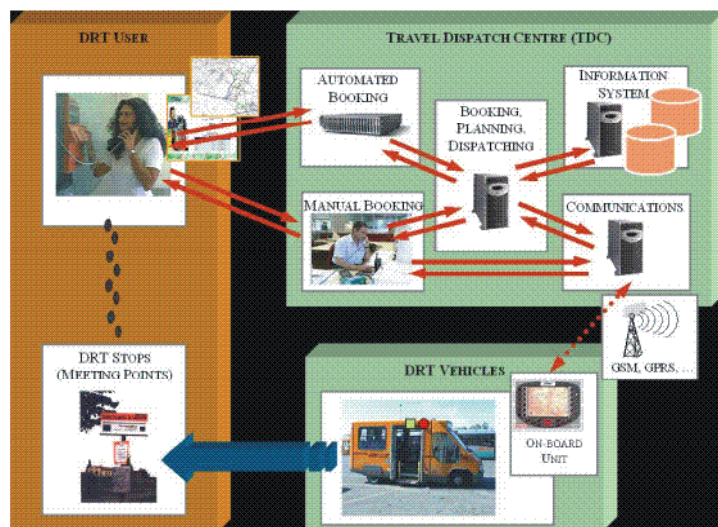 DRT USER
TRAVEL DISPATCH CENTRE (TDC)
AUTOMATED
BOOKING
BOOKING,
PLANNING,
DISPATCHING
INFORMATION
SYSTEM
MANUAL BOOKING
COMMUNICATIONS
GSM, GPRS, ...
DRT STOPS
(MEETING POINTS)
DRT VEHICLES
ON-BOARD
UNIT